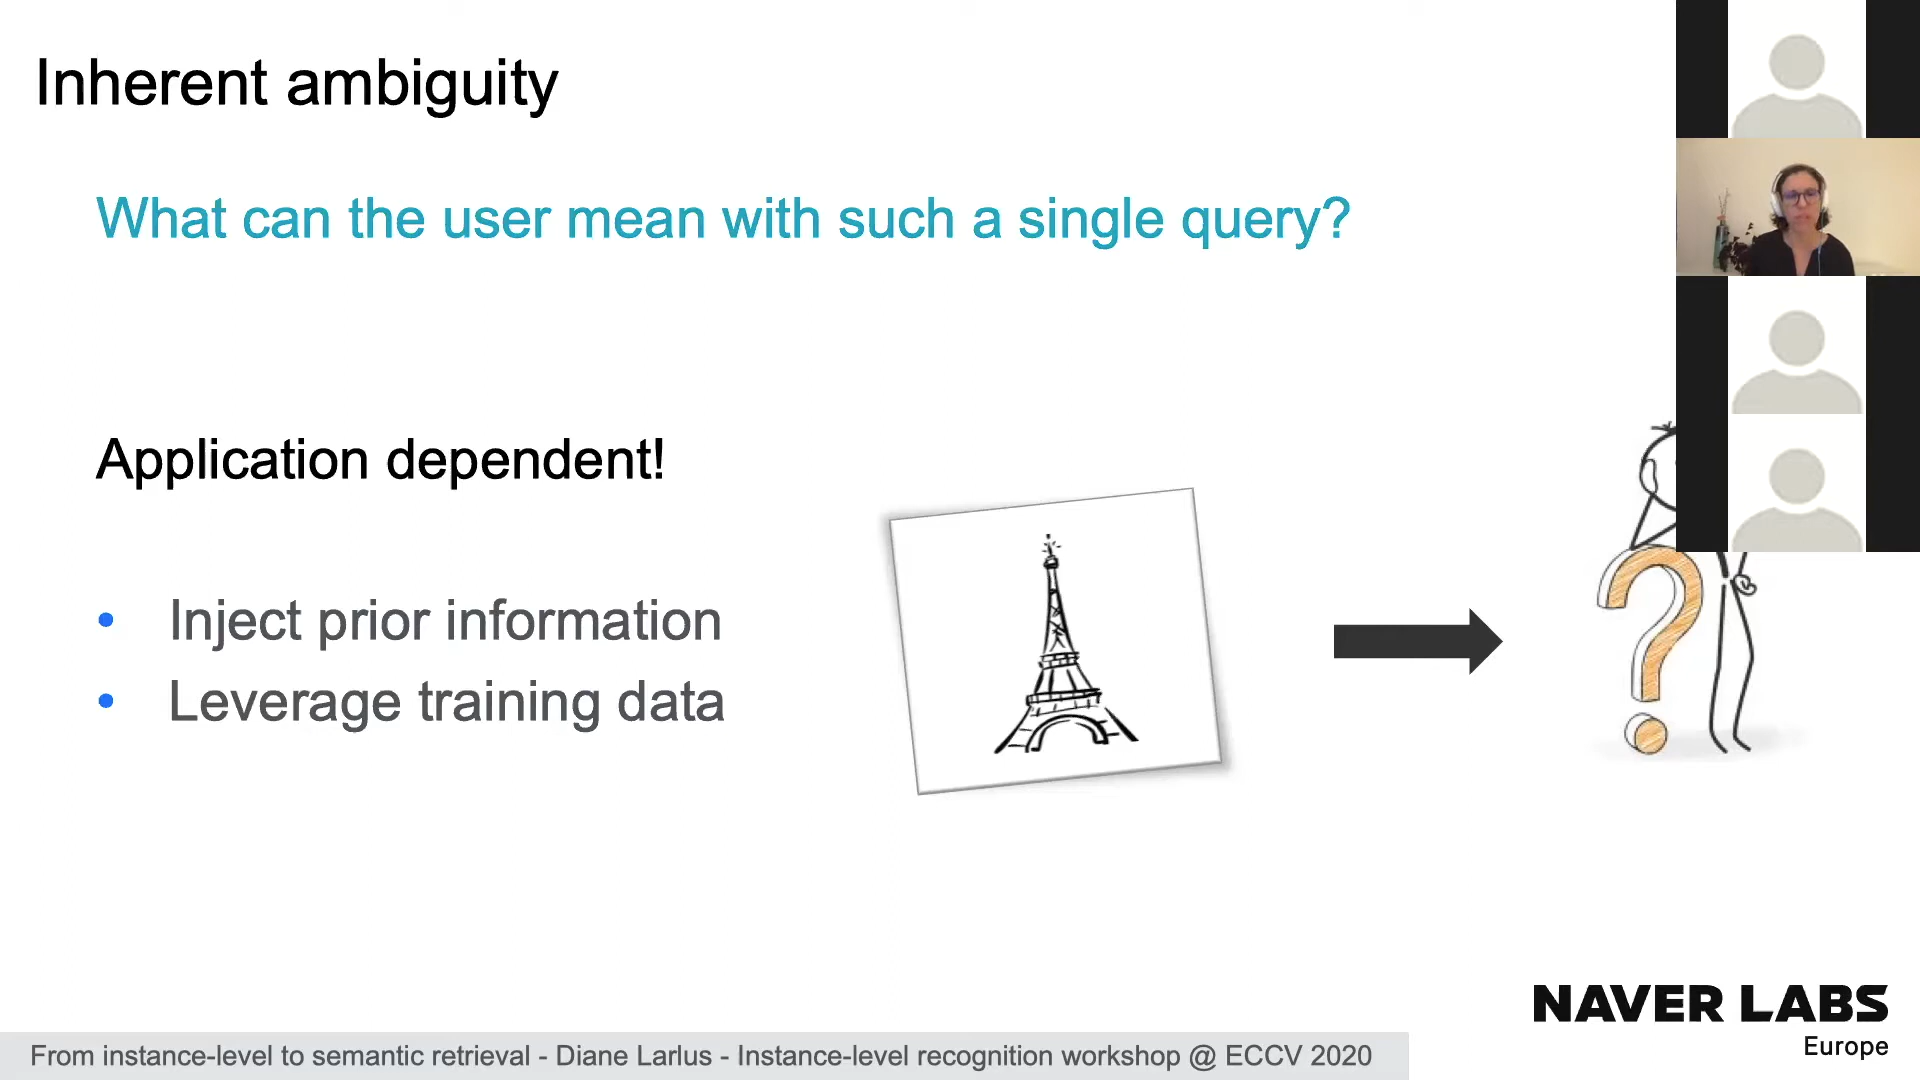 Inherent ambiguity
What can the user mean with such a single query?
Application dependent!
• Inject prior information
• Leverage training data
NAVER LABS
Europe
From instance-level to semantic retrieval - Diane Larlus - Instance-level recognition workshop @ ECCV 2020